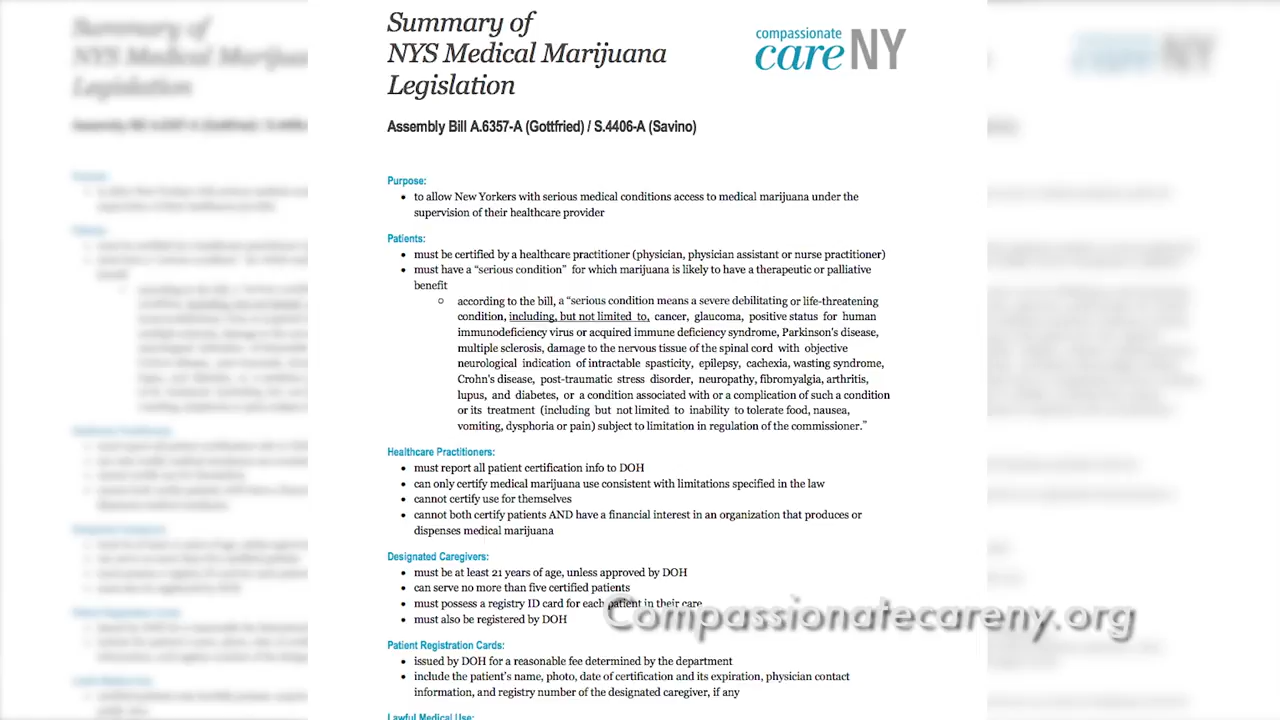 Summary of
NYS Medical Marijuana
Legislation
compassionate
care NY
Assembly Bill A.6357-A (Gottfried) / S.4406-A (Savino)
Purpose:
• to allow New Yorkers with serious medical conditions access to medical marijuana under the
supervision of their healthcare provider
Patients:
• must be certified by a healthcare practitioner (physician, physician assistant or nurse practitioner)
• must have a “serious condition” for which marijuana is likely to have a therapeutic or palliative
benefit
o according to the bill, a “serious condition means a severe debilitating or life-threatening
condition, including, but not limited to, cancer, glaucoma, positive status for human
immunodeficiency virus or acquired immune deficiency syndrome, Parkinson's disease,
multiple sclerosis, damage to the nervous tissue of the spinal cord with objective
neurological indication of intractable spasticity, epilepsy, cachexia, wasting syndrome,
Crohn's disease, post-traumatic stress disorder, neuropathy, fibromyalgia, arthritis,
lupus, and diabetes, or a condition associated with or a complication of such a condition
or its treatment (including but not limited to inability to tolerate food, nausea,
vomiting, dysphoria or pain) subject to limitation in regulation of the commissioner.”
Healthcare Practitioners:
• must report all patient certification info to DOH
• can only certify medical marijuana use consistent with limitations specified in the law
• cannot certify use for themselves
• cannot both certify patients AND have a financial interest in an organization that produces or
dispenses medical marijuana
Designated Caregivers:
• must be at least 21 years of age, unless approved by DOH
• can serve no more than five certified patients
• must possess a registry ID card for each patient in their care
• must also be registered by DOH
Compassionatecareny.org
Patient Registration Cards:
• issued by DOH for a reasonable fee determined by the department
• include the patient's name, photo, date of certification and its expiration, physician contact
information, and registry number of the designated caregiver, if any
Lawful Medical Use: